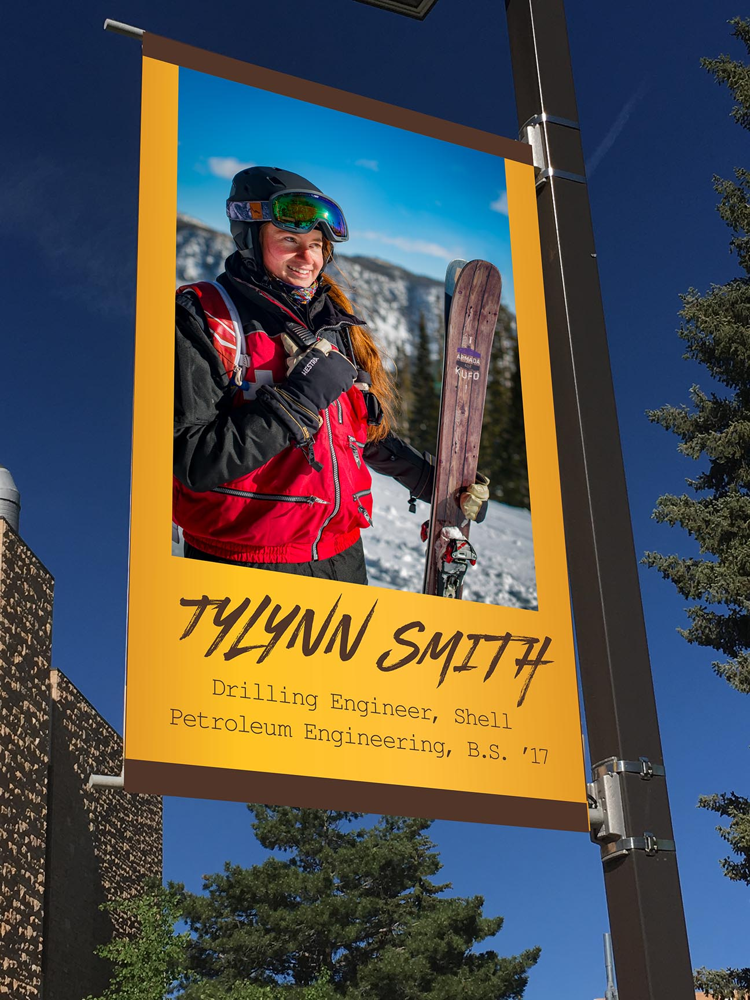 HESTRA
ARMADA
KUFO
TYLYNN SMITH
Drilling Engineer, Shell
Petroleum Engineering, B.S. '17